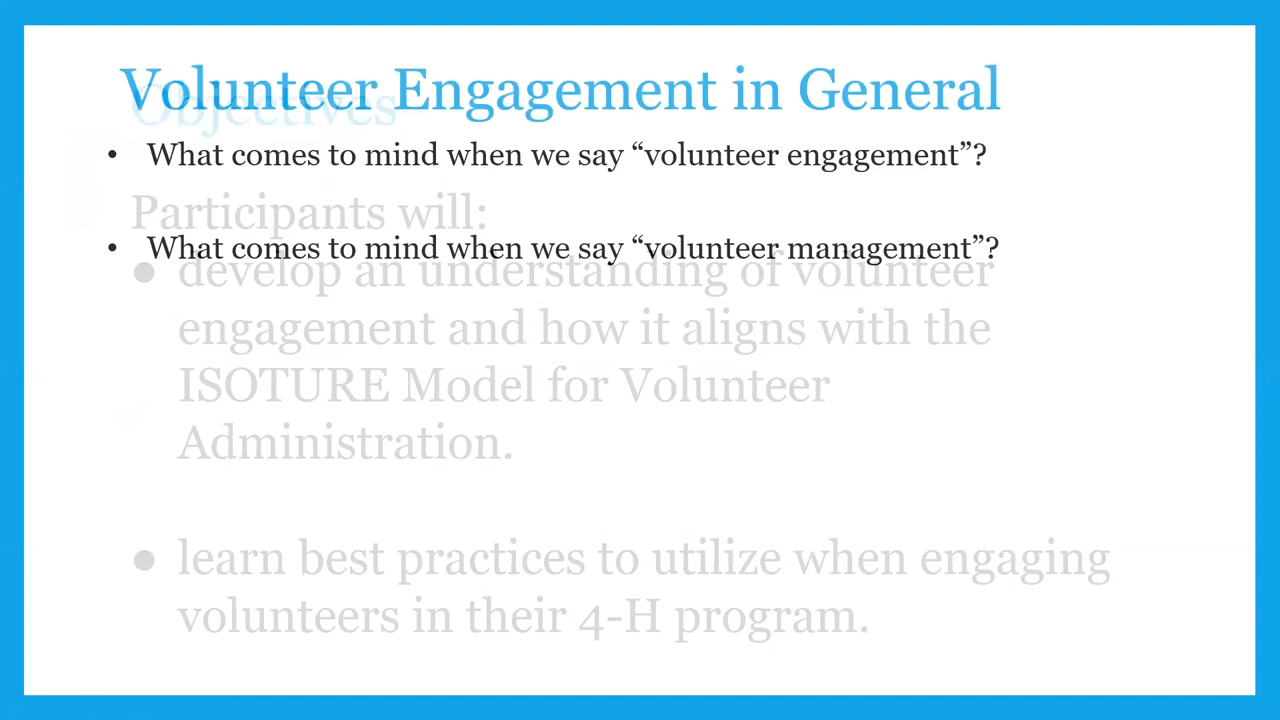 Volunteer Engagement in General
Objectives
• What comes to mind when we say “volunteer engagement”?
Participants will:
• What comes to mind when we say “volunteer management”?
● develop an understanding of volunteer
engagement and how it aligns with the
ISOTURE Model for Volunteer
Administration.
● learn best practices to utilize when engaging
volunteers in their 4-H program.